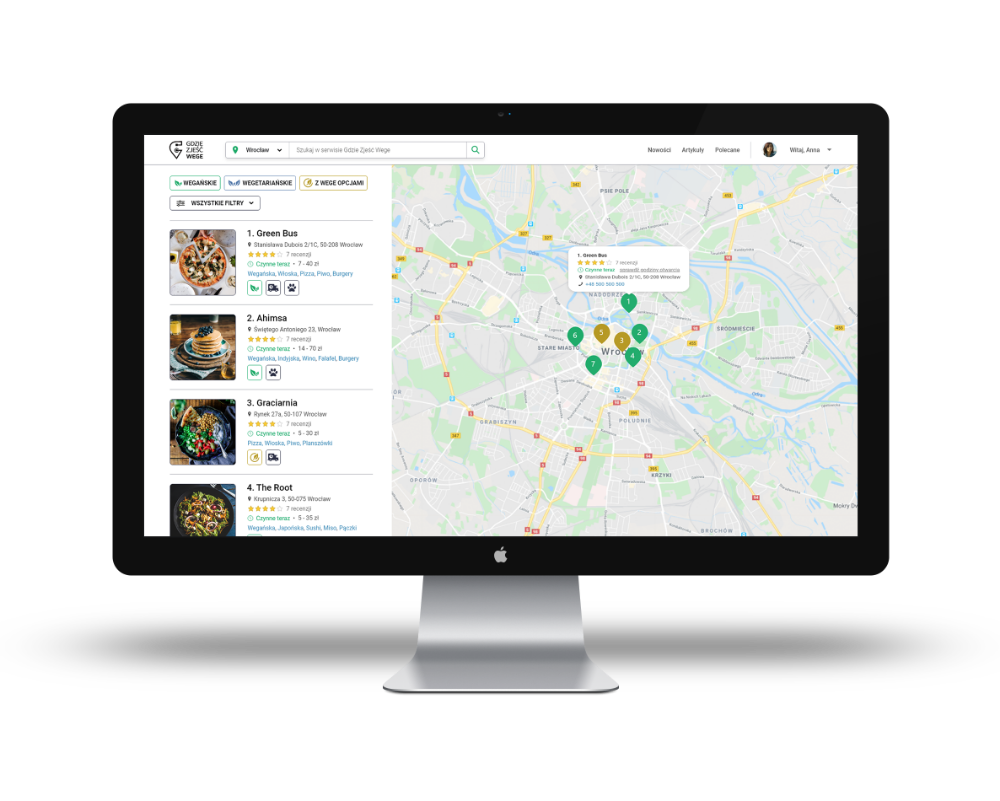 GDZIE
ZJEŚĆ
WEGE
Wrocław
Szukaj w serwisie Gdzie Zjeść Wege
Nowości
Artykuły
Polecane
Witaj, Anna
WEGAŃSKIE
WEGETARIAŃSKIE
Z WEGE OPCJAMI
WSZYSTKIE FILTRY
1. Green Bus
Stanisława Dubois 2/1C, 50-208 Wrocław
7 recenzji
Czynne teraz • 7 - 40 zł
Wegańska, Włoska, Pizza, Piwo, Burgery
2. Ahimsa
Świętego Antoniego 23, Wrocław
7 recenzji
Czynne teraz • 14 - 70 zł
Wegańska, Indyjska, Wino, Falafel, Burgery
3. Graciarnia
Rynek 27a, 50-107 Wrocław
7 recenzji
Czynne teraz • 5 - 30 zł
Pizza, Włoska, Piwo, Planszówki
4. The Root
Krupnicza 3, 50-075 Wrocław
7 recenzji
Czynne teraz • 5 - 35 zł
Wegańska, Japońska, Sushi, Miso, Pączki
PSIE POLE
1. Green Bus
7 recenzji
Czynne teraz sprawdź godziny otwarcia
Stanisława Dubois 2/1C, 50-208 Wrocław
+48 500 500 500
NADODRZE
1
6
5
2
3
4
7
STARE MIASTO
Wrocław
ŚRÓDMIEŚCIE
GRABISZYN
POŁUDNIE
KRZYKI
OPORÓW
BROCHÓW
Mokry Dwór